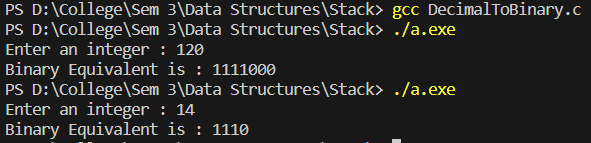 PS D:\College\Sem 3\Data Structures\Stack> gcc DecimalToBinary.c
PS D:\College\Sem 3\Data Structures\Stack> ./a.exe
Enter an integer : 120
Binary Equivalent is : 1111000
PS D:\College\Sem 3\Data Structures\Stack> ./a.exe
Enter an integer : 14
Binary Equivalent is : 1110